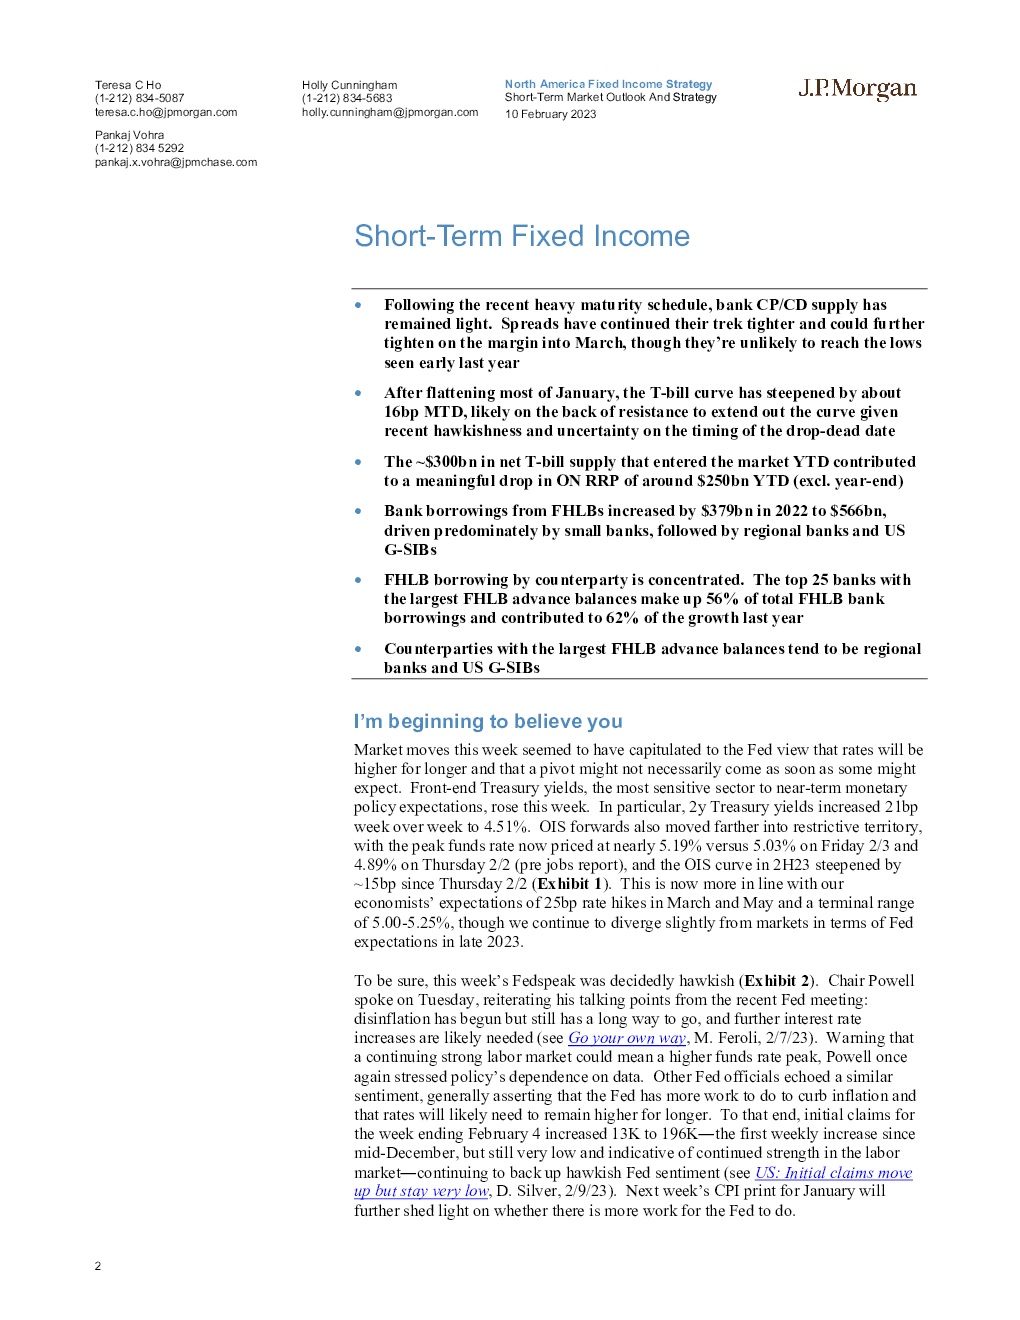 Teresa C Ho
(1-212) 834-5087
teresa.c.ho@jpmorgan.com
Pankaj Vohra
(1-212) 834 5292
pankaj.x.vohra@jpmchase.com
Holly Cunningham
(1-212) 834-5683
holly.cunningham@jpmorgan.com
North America Fixed Income Strategy
Short-Term Market Outlook And Strategy
10 February 2023
J.P.Morgan
Short-Term Fixed Income
• Following the recent heavy maturity schedule, bank CP/CD supply has
remained light. Spreads have continued their trek tighter and could further
tighten on the margin into March, though they’re unlikely to reach the lows
seen early last year
• After flattening most of January, the T-bill curve has steepened by about
16bp MTD, likely on the back of resistance to extend out the curve given
recent hawkishness and uncertainty on the timing of the drop-dead date
• The ~$300bn in net T-bill supply that entered the market YTD contributed
to a meaningful drop in ON RRP of around $250bn YTD (excl. year-end)
• Bank borrowings from FHLBs increased by $379bn in 2022 to $566bn,
driven predominately by small banks, followed by regional banks and US
G-SIBs
• FHLB borrowing by counterparty is concentrated. The top 25 banks with
the largest FHLB advance balances make up 56% of total FHLB bank
borrowings and contributed to 62% of the growth last year
• Counterparties with the largest FHLB advance balances tend to be regional
banks and US G-SIBs
I’m beginning to believe you
Market moves this week seemed to have capitulated to the Fed view that rates will be
higher for longer and that a pivot might not necessarily come as soon as some might
expect. Front-end Treasury yields, the most sensitive sector to near-term monetary
policy expectations, rose this week. In particular, 2y Treasury yields increased 21bp
week over week to 4.51%. OIS forwards also moved farther into restrictive territory,
with the peak funds rate now priced at nearly 5.19% versus 5.03% on Friday 2/3 and
4.89% on Thursday 2/2 (pre jobs report), and the OIS curve in 2H23 steepened by
~15bp since Thursday 2/2 (Exhibit 1). This is now more in line with our
economists’ expectations of 25bp rate hikes in March and May and a terminal range
of 5.00-5.25%, though we continue to diverge slightly from markets in terms of Fed
expectations in late 2023.
To be sure, this week’s Fedspeak was decidedly hawkish (Exhibit 2). Chair Powell
spoke on Tuesday, reiterating his talking points from the recent Fed meeting:
disinflation has begun but still has a long way to go, and further interest rate
increases are likely needed (see Go your own way, M. Feroli, 2/7/23). Warning that
a continuing strong labor market could mean a higher funds rate peak, Powell once
again stressed policy’s dependence on data. Other Fed officials echoed a similar
sentiment, generally asserting that the Fed has more work to do to curb inflation and
that rates will likely need to remain higher for longer. To that end, initial claims for
the week ending February 4 increased 13K to 196K—the first weekly increase since
mid-December, but still very low and indicative of continued strength in the labor
market—continuing to back up hawkish Fed sentiment (see US: Initial claims move
up but stay very low, D. Silver, 2/9/23). Next week’s CPI print for January will
further shed light on whether there is more work for the Fed to do.
2